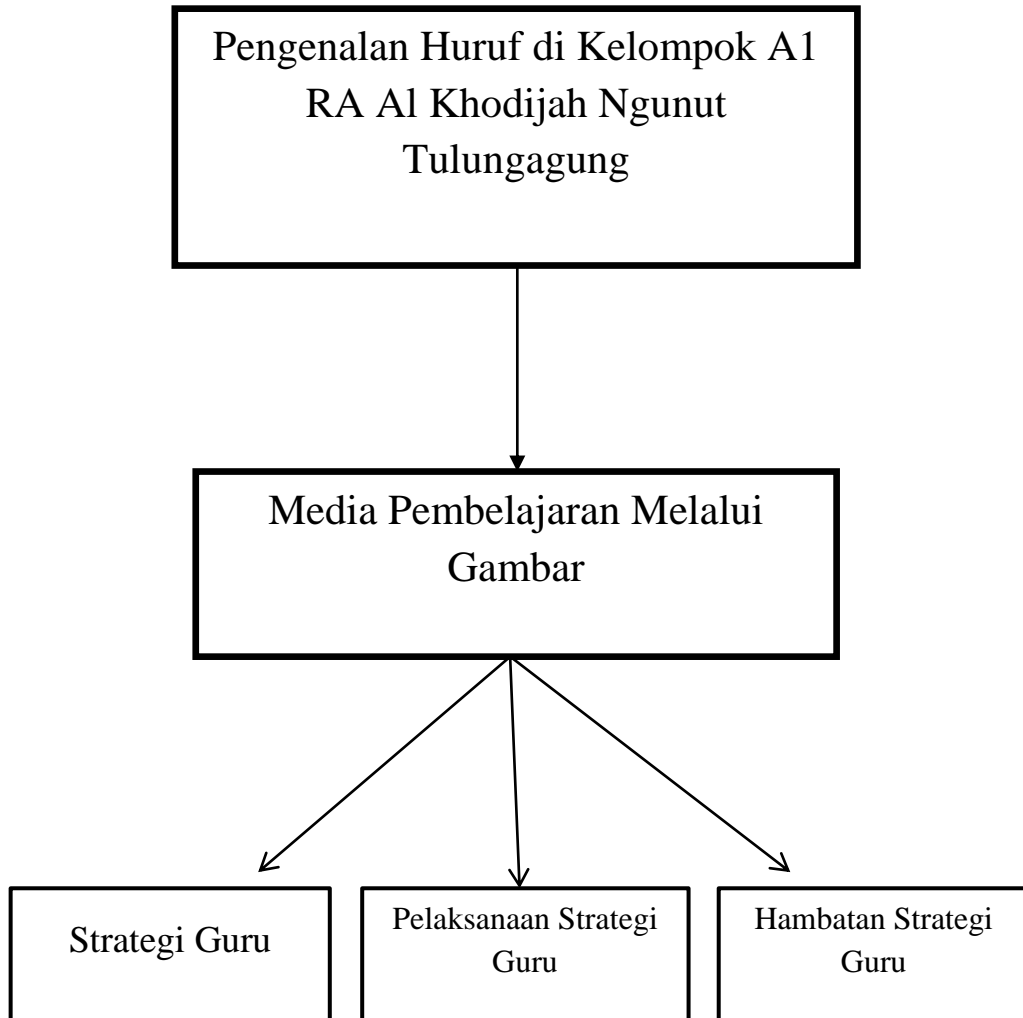 Pengenalan Huruf di Kelompok A1
RA Al Khodijah Ngunut
Tulungagung
Media Pembelajaran Melalui
Gambar
Strategi Guru
Pelaksanaan Strategi
Guru
Hambatan Strategi
Guru